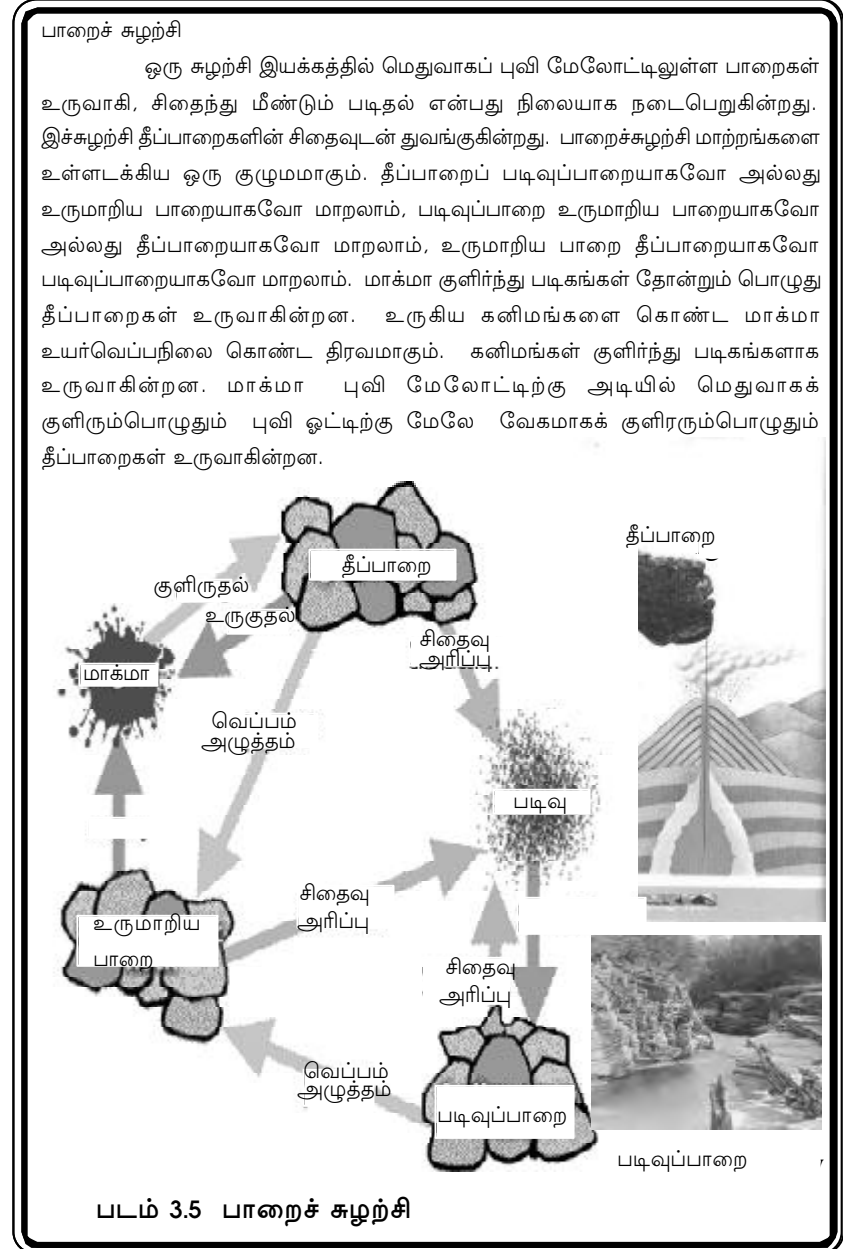 பாறைச் சுழற்சி
ஒரு சுழற்சி இயக்கத்தில் மெதுவாகப் புவி மேலோட்டிலுள்ள பாறைகள்
உருவாகி, சிதைந்து மீண்டும் படிதல் என்பது நிலையாக நடைபெறுகின்றது.
இச்சுழற்சி தீப்பாறைகளின் சிதைவுடன் துவங்குகின்றது. பாறைச்சுழற்சி மாற்றங்களை
உள்ளடக்கிய ஒரு குழுமமாகும். தீப்பாறைப் படிவுப்பாறையாகவோ அல்லது
உருமாறிய பாறையாகவோ மாறலாம், படிவுப்பாறை உருமாறிய பாறையாகவோ
அல்லது தீப்பாறையாகவோ மாறலாம், உருமாறிய பாறை தீப்பாறையாகவோ
படிவுப்பாறையாகவோ மாறலாம். மாக்மா குளிர்ந்து படிகங்கள் தோன்றும் பொழுது
தீப்பாறைகள் உருவாகின்றன. உருகிய கனிமங்களை கொண்ட மாக்மா
உயர்வெப்பநிலை கொண்ட திரவமாகும். கனிமங்கள் குளிர்ந்து படிகங்களாக
உருவாகின்றன. மாக்மா புவி மேலோட்டிற்கு அடியில் மெதுவாகக்
குளிரும்பொழுதும் புவி ஓட்டிற்கு மேலே வேகமாகக் குளிரரும்பொழுதும்
தீப்பாறைகள் உருவாகின்றன.
தீப்பாறை
தீப்பாறை
குளிருதல்
உருகுதல்
சிதைவு
அரிப்பு
மாக்மா
வெப்பம்
அழுத்தம்
படிவு
சிதைவு
அரிப்பு
உருமாறிய
பாறை
சிதைவு
அரிப்பு
வெப்பம்
அழுத்தம்
படிவுப்பாறை
படிவுப்பாறை
படம் 3.5 பாறைச் சுழற்சி